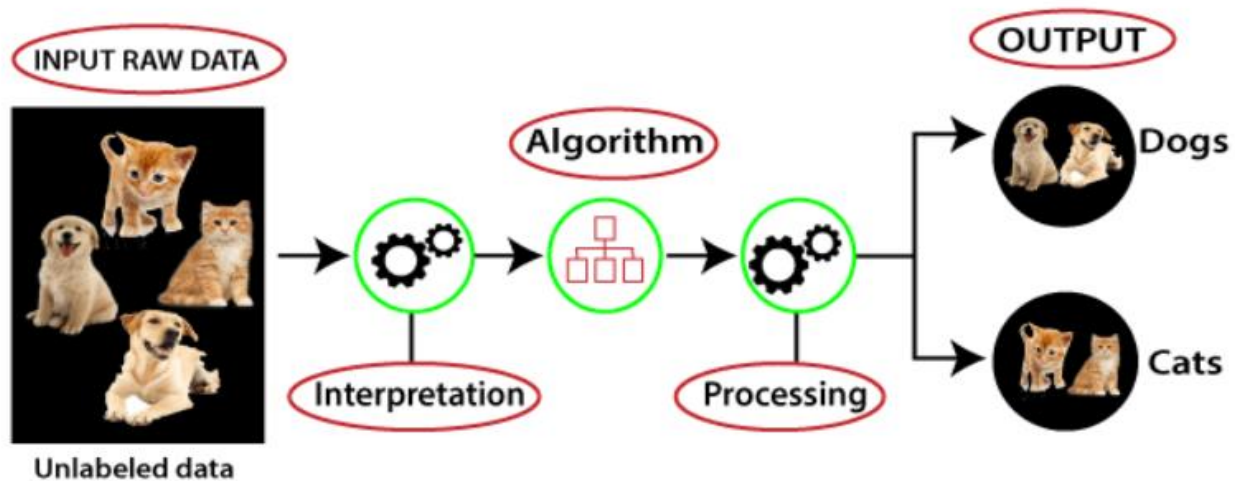 INPUT RAW DATA
Unlabeled data
Interpretation
Algorithm
Processing
OUTPUT
Dogs
Cats